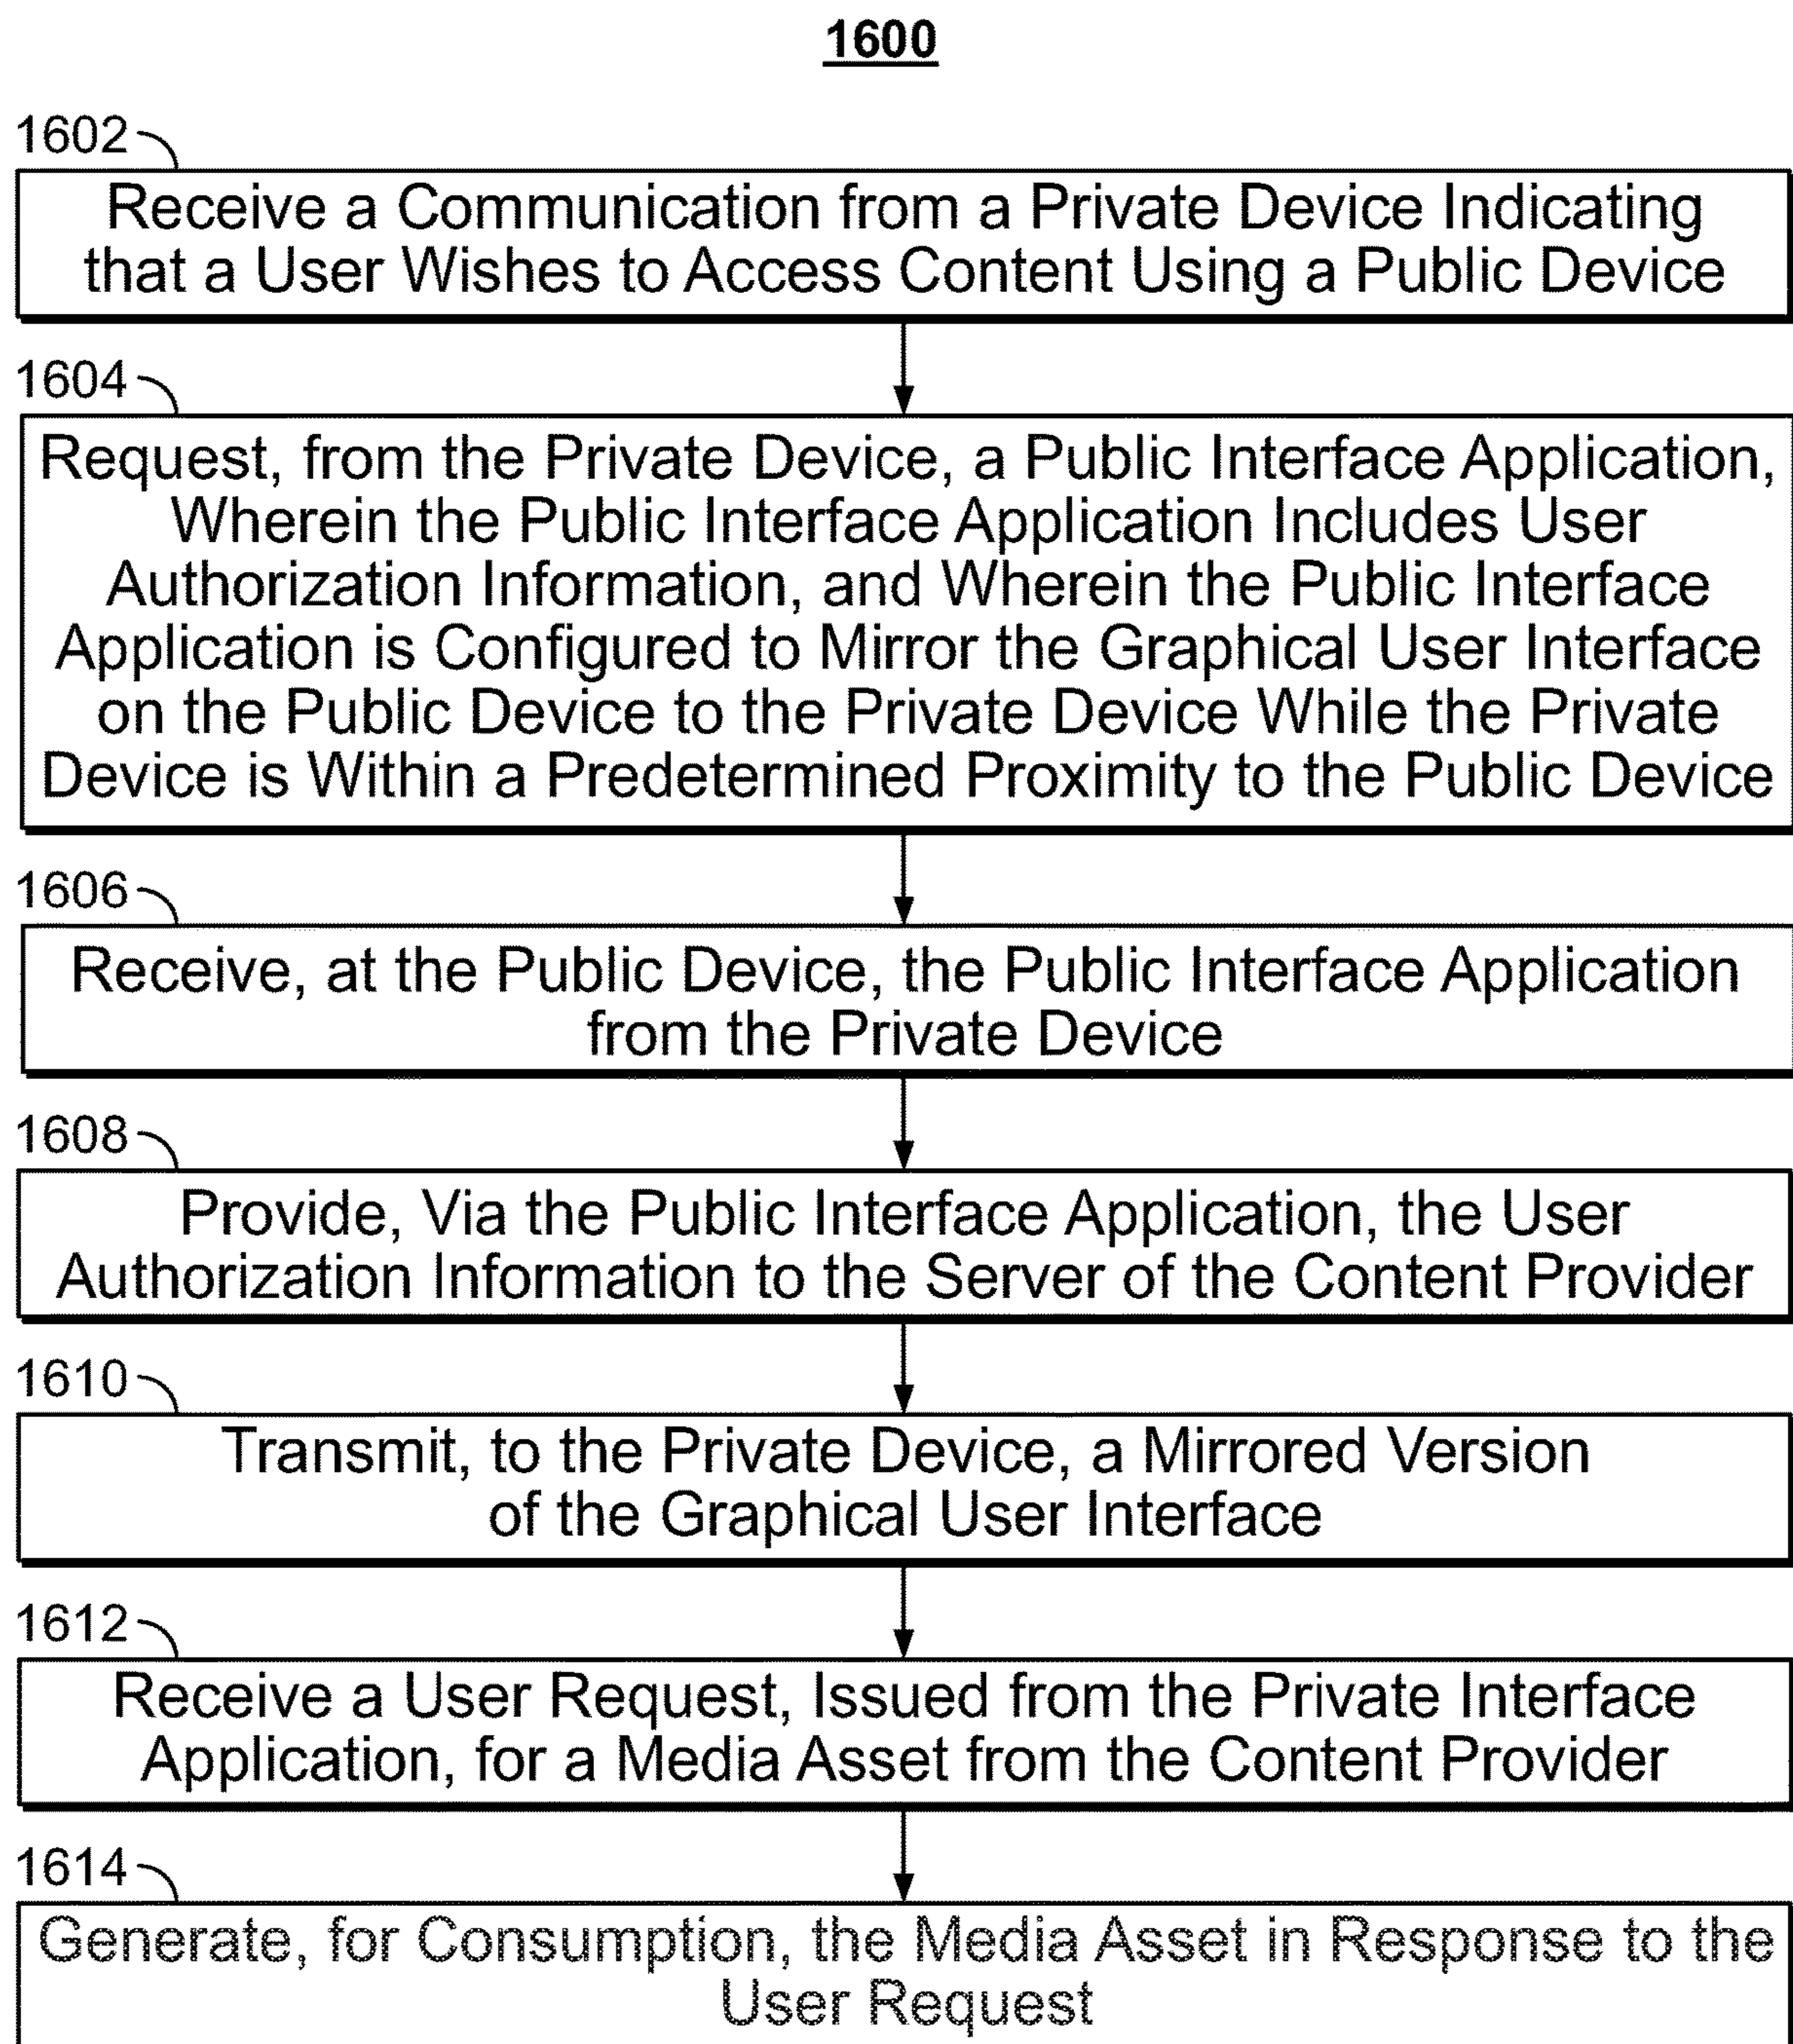 1600
1602
Receive a Communication from a Private Device Indicating
that a User Wishes to Access Content Using a Public Device
1604
Request, from the Private Device, a Public Interface Application,
Wherein the Public Interface Application Includes User
Authorization Information, and Wherein the Public Interface
Application is Configured to Mirror the Graphical User Interface
on the Public Device to the Private Device While the Private
Device is Within a Predetermined Proximity to the Public Device
1606
Receive, at the Public Device, the Public Interface Application
from the Private Device
1608
Provide, Via the Public Interface Application, the User
Authorization Information to the Server of the Content Provider
1610
Transmit, to the Private Device, a Mirrored Version
of the Graphical User Interface
1612
Receive a User Request, Issued from the Private Interface
Application, for a Media Asset from the Content Provider
1614
Generate, for Consumption, the Media Asset in Response to the
User Request